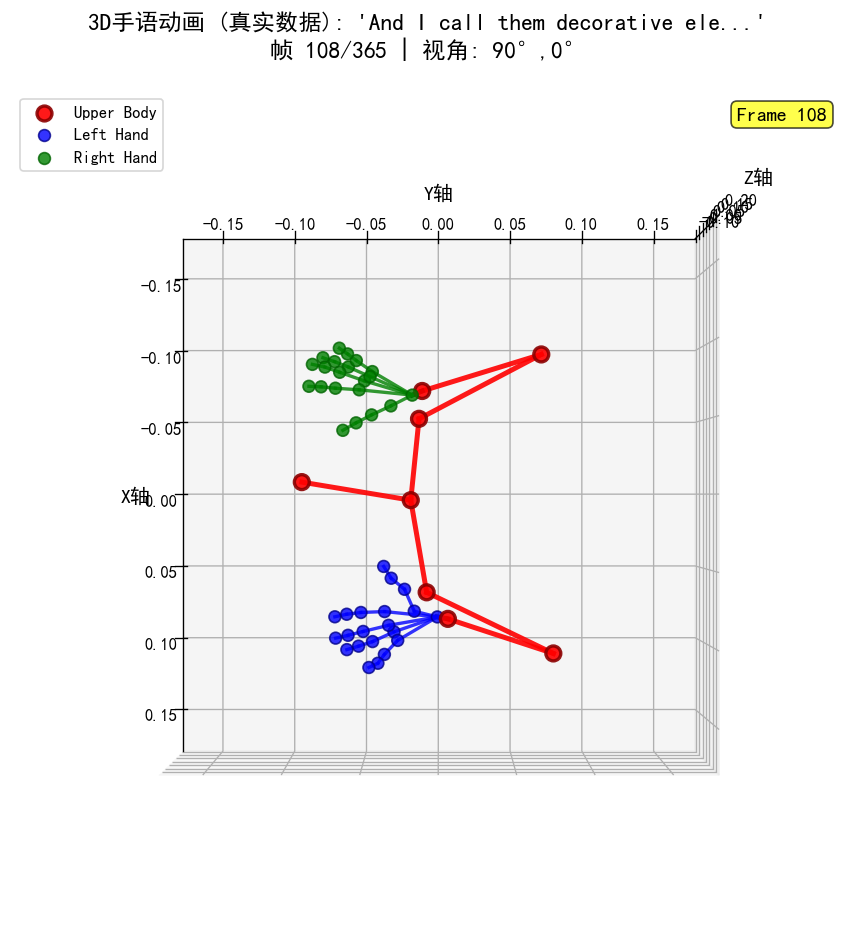 3D手语动画 (真实数据): 'And I call them decorative ele...'
帧 108/365 | 视角: 90°,0°
Upper Body
Left Hand
Right Hand
Frame 108
Z轴
Y轴
-0.15 -0.10 -0.05 0.00 0.05 0.10 0.15
-0.15
-0.10
-0.05
X轴
0.00
0.05
0.10
0.15